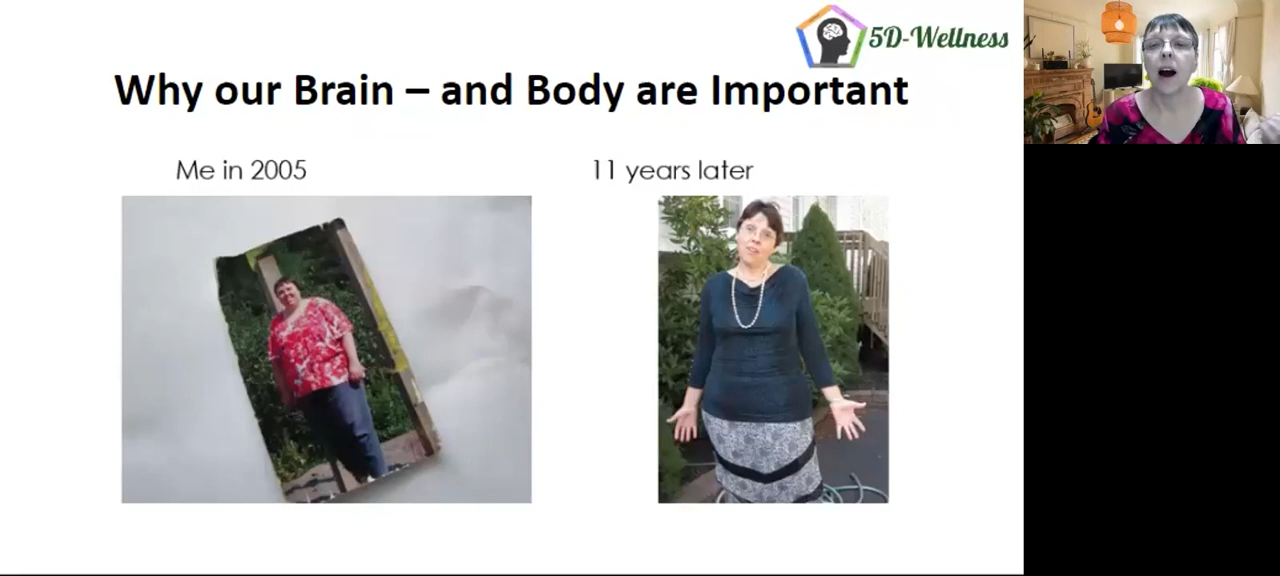 5D-Wellness
Why our Brain – and Body are Important
Me in 2005
11 years later